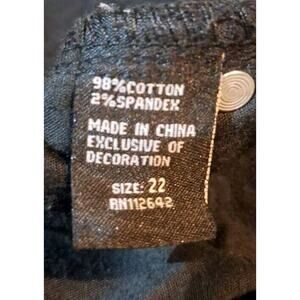 98%COTTON
2%SPANDEX
MADE IN CHINA
EXCLUSIVE OF
DECORATION
SIZE: 22
RN112642